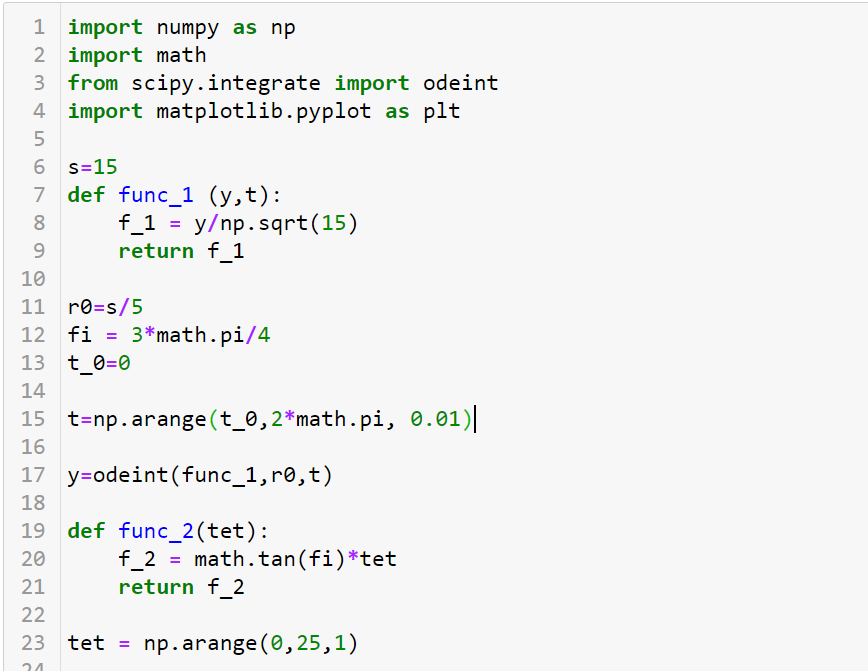 1 import numpy as np
2 import math
3 from scipy.integrate import odeint
4 import matplotlib.pyplot as plt
5
6 s=15
7 def func_1 (y,t):
8     f_1 = y/np.sqrt(15)
9     return f_1
10
11 r0=s/5
12 fi = 3*math.pi/4
13 t_0=0
14
15 t=np.arange(t_0,2*math.pi, 0.01)
16
17 y=odeint(func_1,r0,t)
18
19 def func_2(tet):
20     f_2 = math.tan(fi)*tet
21     return f_2
22
23 tet = np.arange(0,25,1)
24